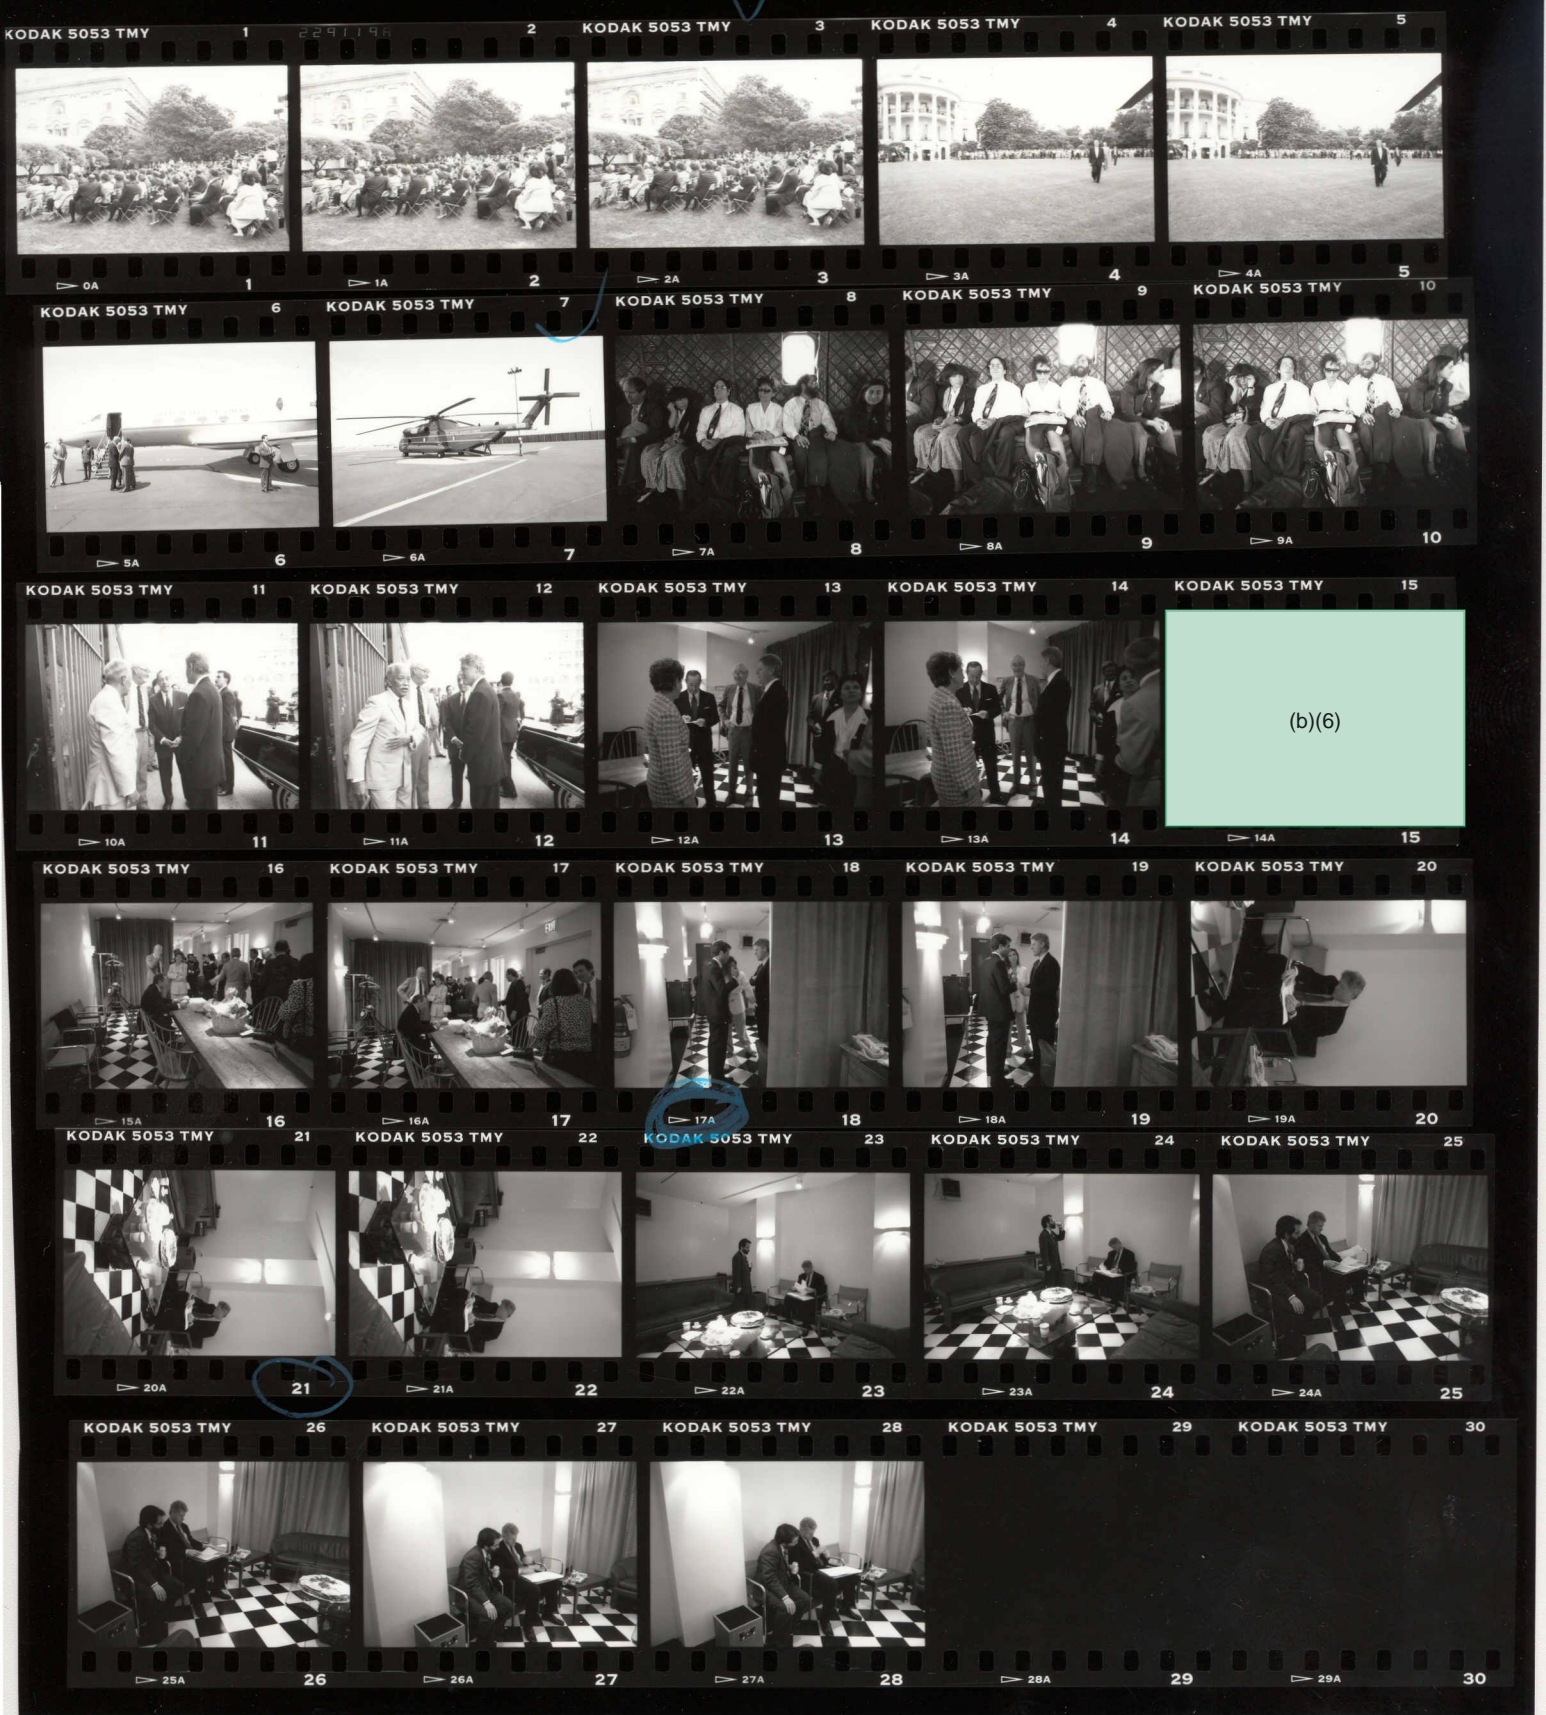 KODAK 5053 TMY 1 2291196 2 KODAK 5053 TMY 3 KODAK 5053 TMY 4 KODAK 5053 TMY 5
0A 1 1A 2 2A 3 3A 4 4A 5
KODAK 5053 TMY 6 KODAK 5053 TMY 7 KODAK 5053 TMY 8 KODAK 5053 TMY 9 KODAK 5053 TMY 10
5A 6 6A 7 7A 8 8A 9 9A 10
KODAK 5053 TMY 11 KODAK 5053 TMY 12 KODAK 5053 TMY 13 KODAK 5053 TMY 14 KODAK 5053 TMY 15
(b)(6)
10A 11 11A 12 12A 13 13A 14 14A 15
KODAK 5053 TMY 16 KODAK 5053 TMY 17 KODAK 5053 TMY 18 KODAK 5053 TMY 19 KODAK 5053 TMY 20
EXIT
15A 16 16A 17 17A 18 18A 19 19A 20
KODAK 5053 TMY 21 KODAK 5053 TMY 22 KODAK 5053 TMY 23 KODAK 5053 TMY 24 KODAK 5053 TMY 25
20A 21 21A 22 22A 23 23A 24 24A 25
KODAK 5053 TMY 26 KODAK 5053 TMY 27 KODAK 5053 TMY 28 KODAK 5053 TMY 29 KODAK 5053 TMY 30
25A 26 26A 27 27A 28 28A 29 29A 30